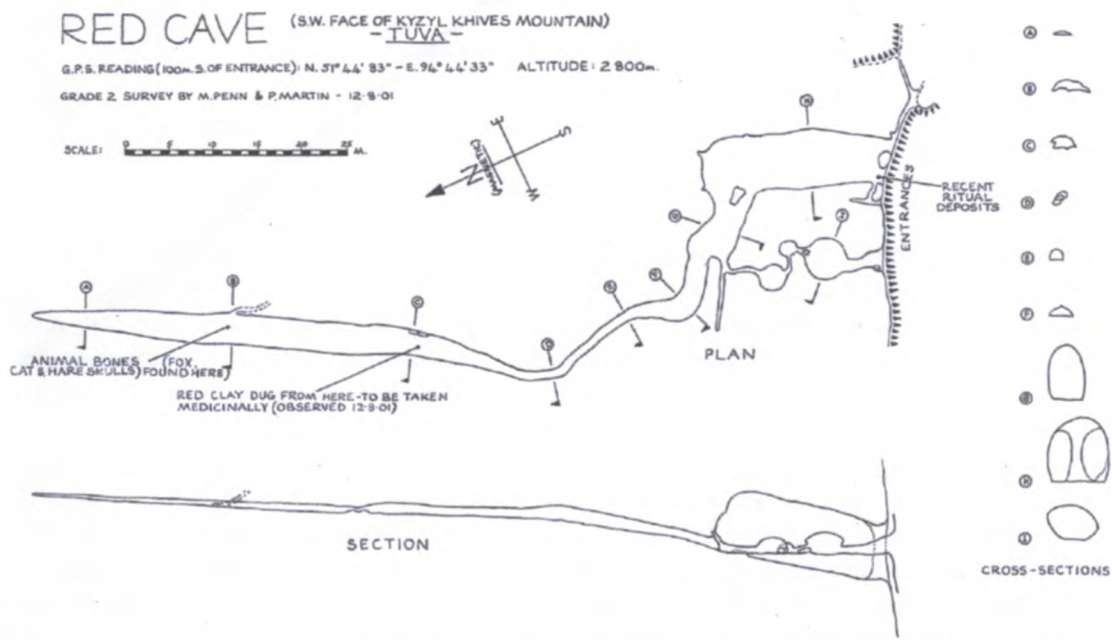 RED CAVE (S.W. FACE OF KYZYL KHIVES MOUNTAIN)
- TUVA -
G.P.S. READING (100m. S. OF ENTRANCE): N. 51° 44' 83" - E. 94° 44' 33" ALTITUDE: 2800m.
GRADE 2 SURVEY BY M. PENN & P. MARTIN - 12-8-01
SCALE: 0 5 10 15 20 25 M.
E
S
N
W
(MAGNETIC)
H
ENTRANCES
RECENT
RITUAL
DEPOSITS
G
A
B
C
D
PLAN
ANIMAL BONES (FOX,
CAT & HARE SKULLS) FOUND HERE)
RED CLAY DUG FROM HERE - TO BE TAKEN
MEDICINALLY (OBSERVED 12-8-01)
SECTION
A
B
C
D
E
F
G
H
I
CROSS-SECTIONS